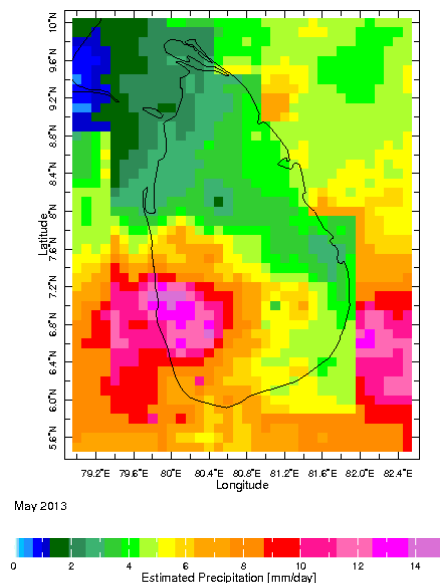 10°N
9.6°N
9.2°N
8.8°N
8.4°N
8°N
7.6°N
7.2°N
6.8°N
6.4°N
6.0°N
5.6°N
Latitude
79.2°E 79.6°E 80°E 80.4°E 80.8°E 81.2°E 81.6°E 82.0°E 82.4°E
Longitude
May 2013
0 2 4 6 8 10 12 14
Estimated Precipitation [mm/day]